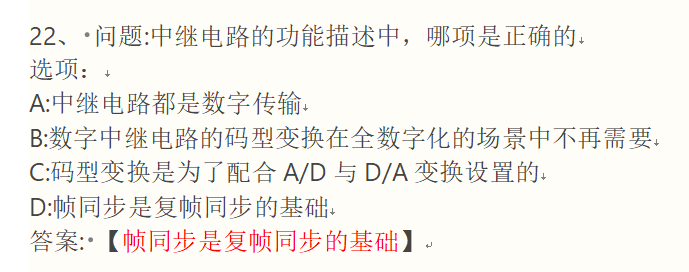 22、•问题:中继电路的功能描述中，哪项是正确的↓
选项：↓
A:中继电路都是数字传输↓
B:数字中继电路的码型变换在全数字化的场景中不再需要↓
C:码型变换是为了配合 A/D 与 D/A 变换设置的↓
D:帧同步是复帧同步的基础↓
答案:•【帧同步是复帧同步的基础】↵